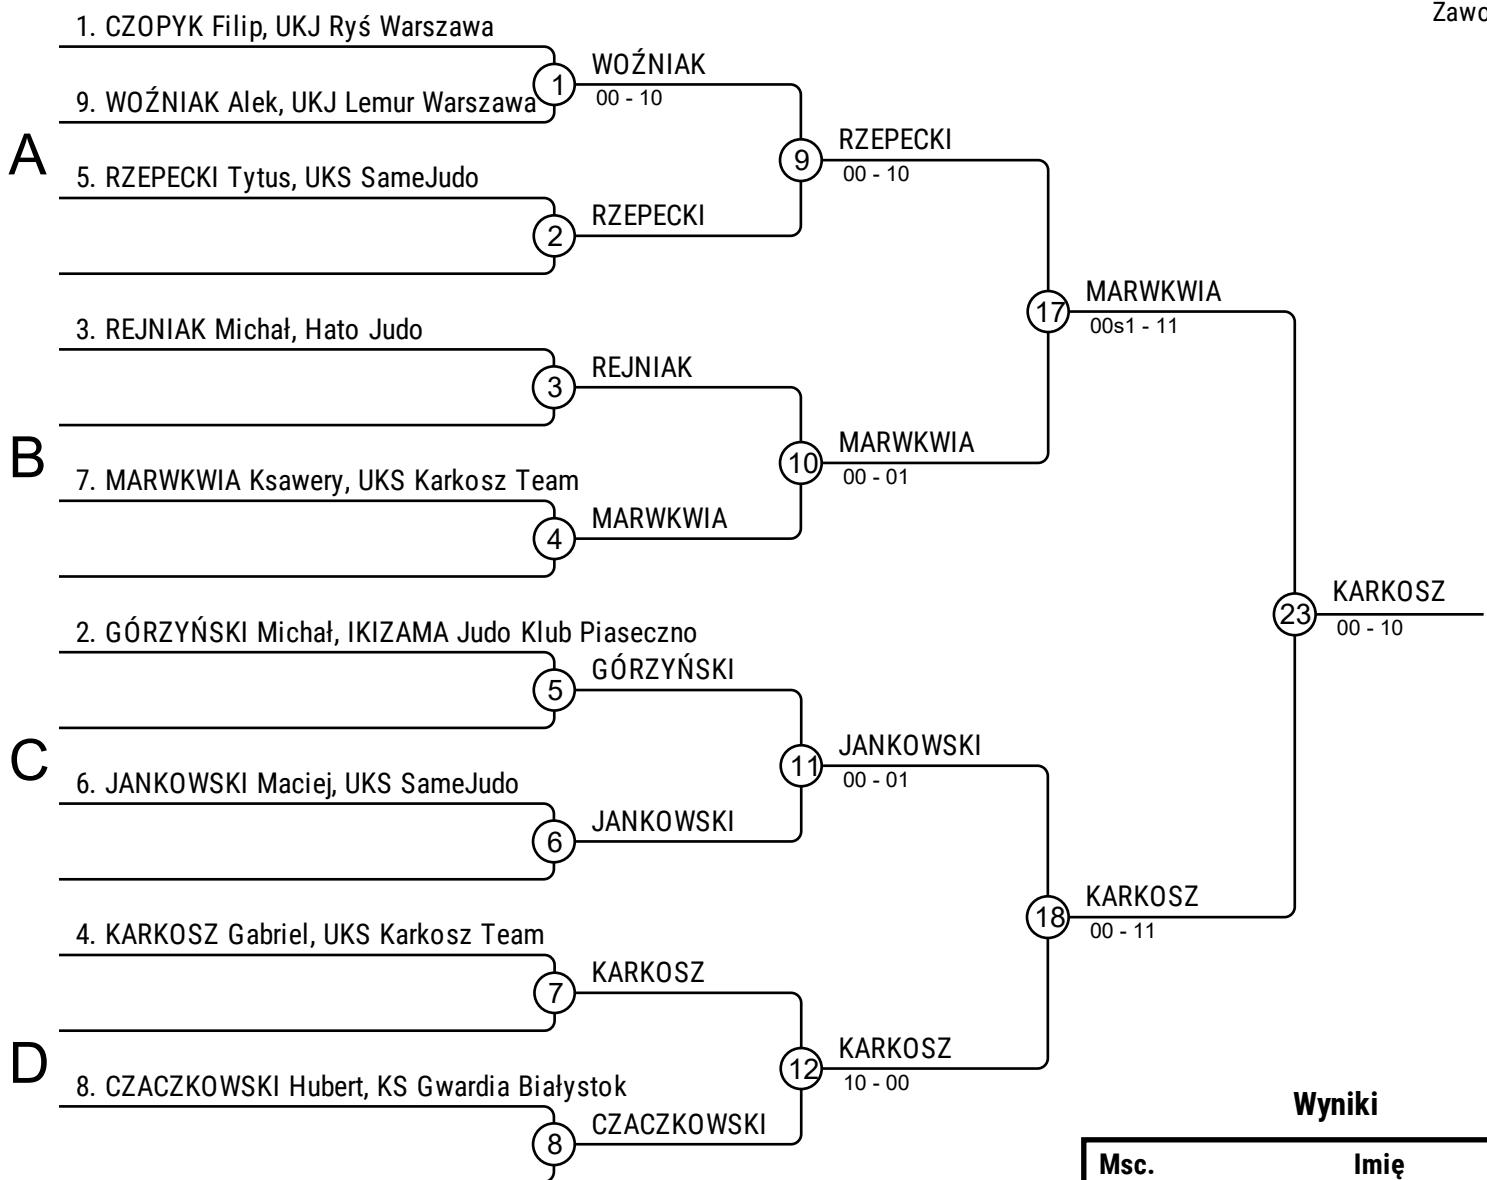 Zawo
1. CZOPYK Filip, UKJ Ryś Warszawa
1
WOŹNIAK
00 - 10
9. WOŹNIAK Alek, UKJ Lemur Warszawa
A
9
RZEPECKI
00 - 10
5. RZEPECKI Tytus, UKS SameJudo
2
RZEPECKI
17
MARWKWIA
00s1 - 11
3. REJNIAK Michał, Hato Judo
3
REJNIAK
B
10
MARWKWIA
00 - 01
7. MARWKWIA Ksawery, UKS Karkosz Team
4
MARWKWIA
23
KARKOSZ
00 - 10
2. GÓRZYŃSKI Michał, IKIZAMA Judo Klub Piaseczno
5
GÓRZYŃSKI
C
11
JANKOWSKI
00 - 01
6. JANKOWSKI Maciej, UKS SameJudo
6
JANKOWSKI
18
KARKOSZ
00 - 11
4. KARKOSZ Gabriel, UKS Karkosz Team
7
KARKOSZ
D
12
KARKOSZ
10 - 00
8. CZACZKOWSKI Hubert, KS Gwardia Białystok
8
CZACZKOWSKI
Wyniki
Msc. Imię